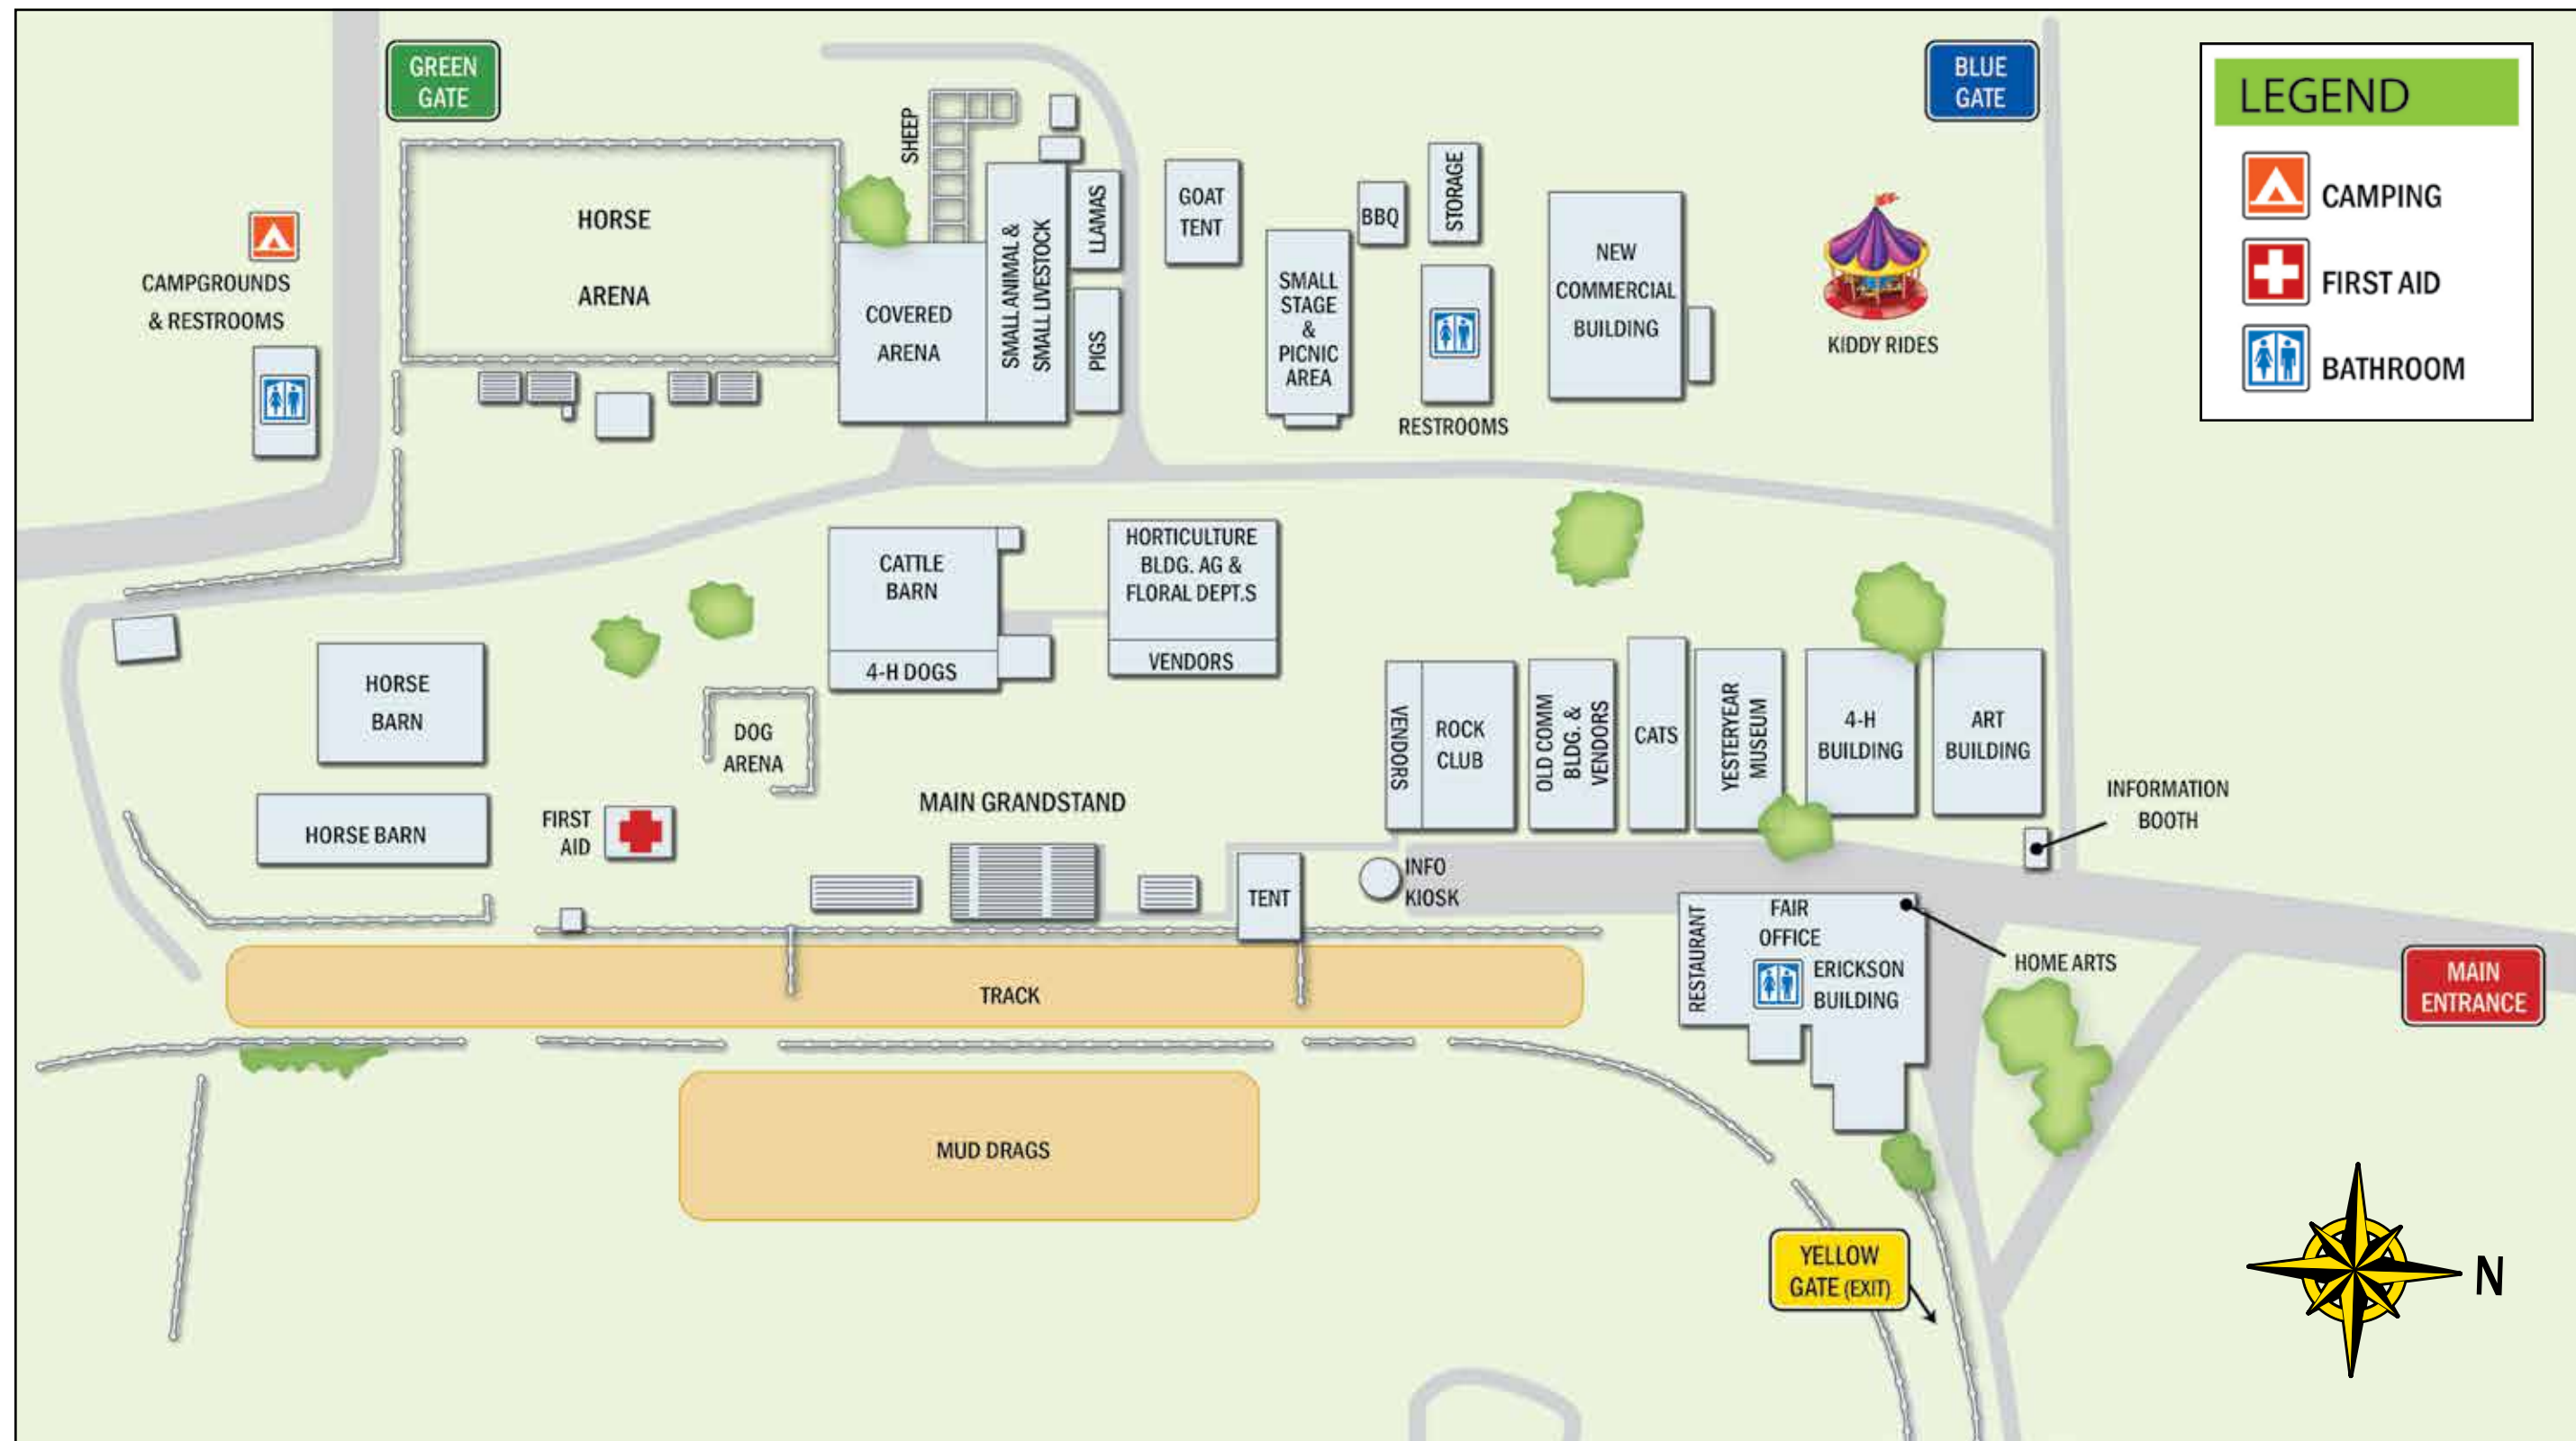 GREEN
GATE
BLUE
GATE
LEGEND
CAMPING
FIRST AID
BATHROOM
SHEEP
HORSE
ARENA
CAMPGROUNDS
& RESTROOMS
COVERED
ARENA
SMALL ANIMAL &
SMALL LIVESTOCK
LLAMAS
PIGS
GOAT
TENT
SMALL
STAGE
&
PICNIC
AREA
BBQ
STORAGE
RESTROOMS
NEW
COMMERCIAL
BUILDING
KIDDY RIDES
CATTLE
BARN
4-H DOGS
HORTICULTURE
BLDG. AG &
FLORAL DEPT.S
VENDORS
HORSE
BARN
HORSE BARN
FIRST
AID
DOG
ARENA
MAIN GRANDSTAND
VENDORS
ROCK
CLUB
OLD COMM
BLDG. &
VENDORS
CATS
YESTERYEAR
MUSEUM
4-H
BUILDING
ART
BUILDING
INFORMATION
BOOTH
TENT
INFO
KIOSK
RESTAURANT
FAIR
OFFICE
ERICKSON
BUILDING
HOME ARTS
MAIN
ENTRANCE
TRACK
MUD DRAGS
YELLOW
GATE (EXIT)
N